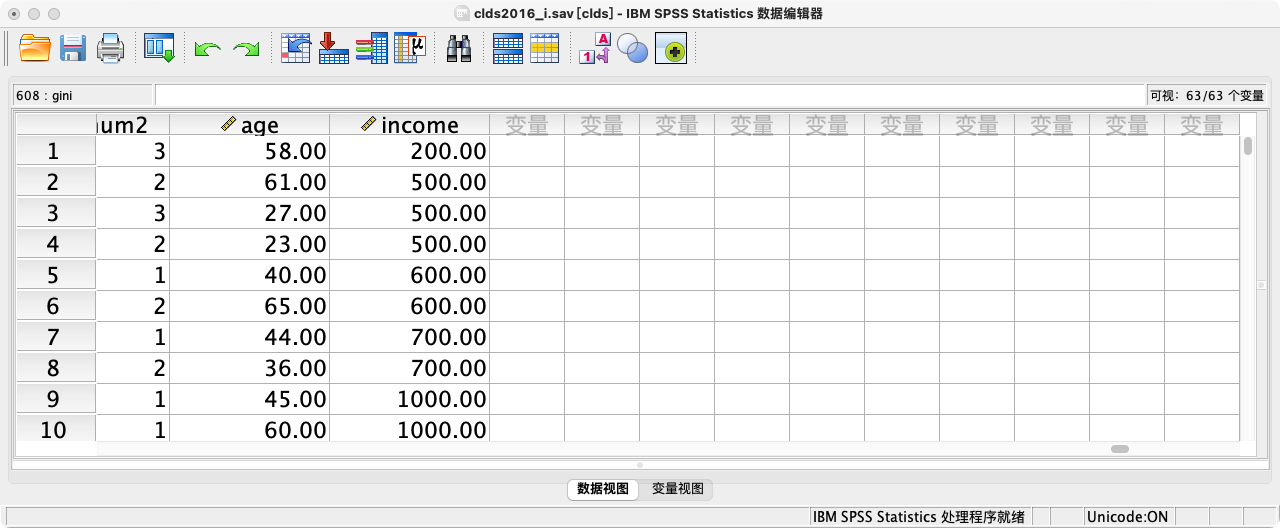 clds2016_i.sav [clds] - IBM SPSS Statistics 数据编辑器
1 A μ
608 : gini 可视: 63/63 个变量
num2 age income 变量 变量 变量 变量 变量 变量 变量 变量 变量 变量
1 3 58.00 200.00
2 2 61.00 500.00
3 3 27.00 500.00
4 2 23.00 500.00
5 1 40.00 600.00
6 2 65.00 600.00
7 1 44.00 700.00
8 2 36.00 700.00
9 1 45.00 1000.00
10 1 60.00 1000.00
数据视图 变量视图
IBM SPSS Statistics 处理程序就绪 Unicode:ON